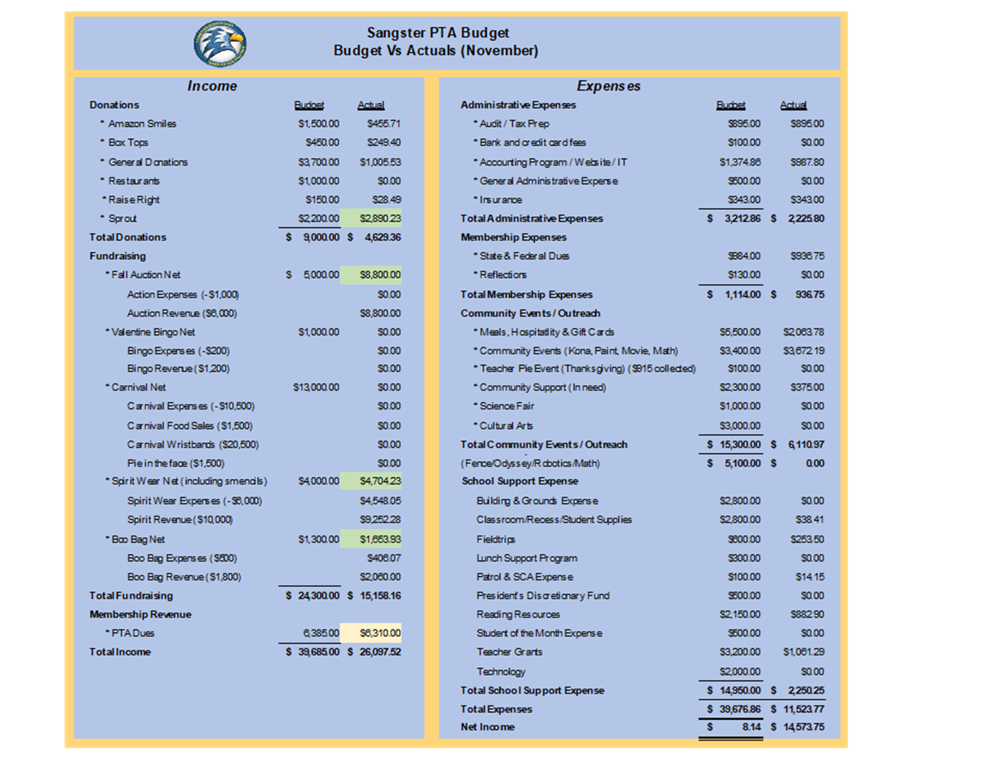 Sangster PTA Budget
Budget Vs Actuals (November)
Income
Donations Budget Actual
* Amazon Smiles $1,500.00 $455.71
* Box Tops $450.00 $249.40
* General Donations $3,700.00 $1,005.53
* Restaurants $1,000.00 $0.00
* Raise Right $150.00 $28.49
* Sprout $2,200.00 $2,890.23
Total Donations $ 9,000.00 $ 4,629.36
Fundraising
* Fall Auction Net $ 5,000.00 $8,800.00
Action Expenses (-$1,000) $0.00
Auction Revenue ($6,000) $8,800.00
* Valentine Bingo Net $1,000.00 $0.00
Bingo Expenses (-$200) $0.00
Bingo Revenue ($1,200) $0.00
* Carnival Net $13,000.00 $0.00
Carnival Expenses (-$10,500) $0.00
Carnival Food Sales ($1,500) $0.00
Carnival Wristbands ($20,500) $0.00
Pie in the face ($1,500) $0.00
* Spirit Wear Net (including smencils) $4,000.00 $4,704.23
Spirit Wear Expenses (-$6,000) $4,548.05
Spirit Revenue ($10,000) $9,252.28
* Boo Bag Net $1,300.00 $1,653.93
Boo Bag Expenses ($500) $406.07
Boo Bag Revenue ($1,800) $2,060.00
Total Fundraising $ 24,300.00 $ 15,158.16
Membership Revenue
* PTA Dues 6,385.00 $6,310.00
Total Income $ 39,685.00 $ 26,097.52
Expenses
Administrative Expenses Budget Actual
* Audit / Tax Prep $895.00 $895.00
* Bank and credit card fees $100.00 $0.00
* Accounting Program / Website / IT $1,374.86 $987.80
* General Administrative Expense $500.00 $0.00
* Insurance $343.00 $343.00
Total Administrative Expenses $ 3,212.86 $ 2,225.80
Membership Expenses
* State & Federal Dues $984.00 $936.75
* Reflections $130.00 $0.00
Total Membership Expenses $ 1,114.00 $ 936.75
Community Events / Outreach
* Meals, Hospitatlity & Gift Cards $5,500.00 $2,063.78
* Community Events (Kona, Paint, Movie, Math) $3,400.00 $3,672.19
* Teacher Pie Event (Thanksgiving) ($915 collected) $100.00 $0.00
* Community Support (In need) $2,300.00 $375.00
* Science Fair $1,000.00 $0.00
* Cultural Arts $3,000.00 $0.00
Total Community Events / Outreach $ 15,300.00 $ 6,110.97
(Fence/Odyssey/Robotics/Math) $ 5,100.00 $ 0.00
School Support Expense
Building & Grounds Expense $2,800.00 $0.00
Classroom/Recess/Student Supplies $2,800.00 $38.41
Fieldtrips $600.00 $253.50
Lunch Support Program $300.00 $0.00
Patrol & SCA Expense $100.00 $14.15
President's Discretionary Fund $500.00 $0.00
Reading Resources $2,150.00 $882.90
Student of the Month Expense $500.00 $0.00
Teacher Grants $3,200.00 $1,061.29
Technology $2,000.00 $0.00
Total School Support Expense $ 14,950.00 $ 2,250.25
Total Expenses $ 39,676.86 $ 11,523.77
Net Income $ 8.14 $ 14,573.75